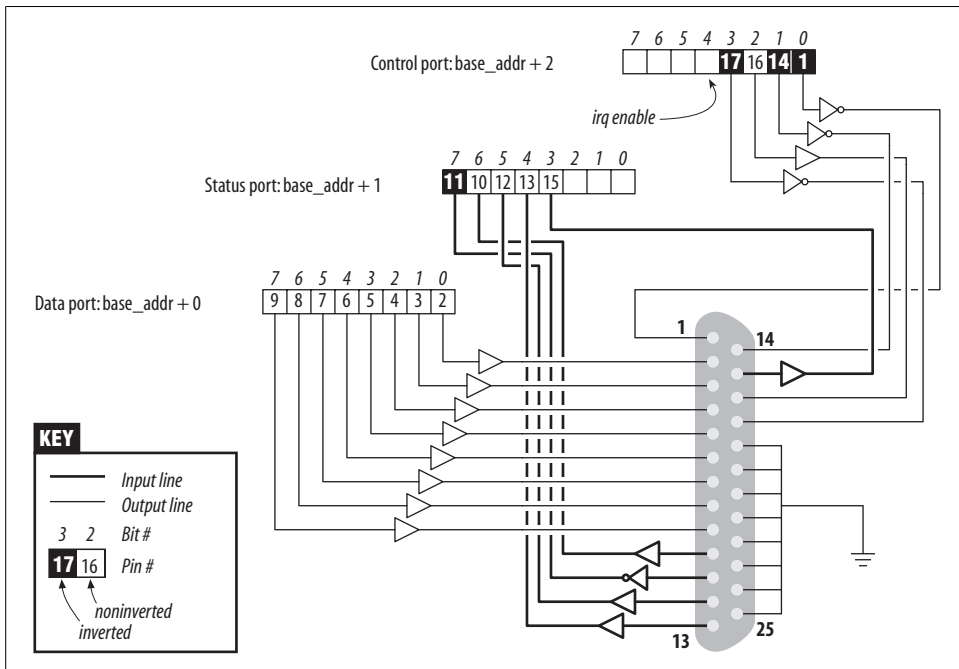 7 6 5 4 3 2 1 0
Control port: base_addr + 2
17 16 14 1
irq enable
7 6 5 4 3 2 1 0
Status port: base_addr + 1
11 10 12 13 15
7 6 5 4 3 2 1 0
Data port: base_addr + 0
9 8 7 6 5 4 3 2
1 14
KEY
Input line
Output line
3 2 Bit #
17 16 Pin #
noninverted
inverted
13 25